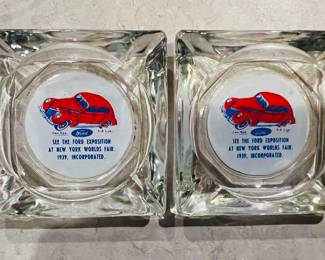 Ford
SEE THE FORD EXPOSITION
AT NEW YORK WORLDS FAIR
1939, INCORPORATED.
SEE THE FORD EXPOSITION
AT NEW YORK WORLDS FAIR.
1939, INCORPORATED.